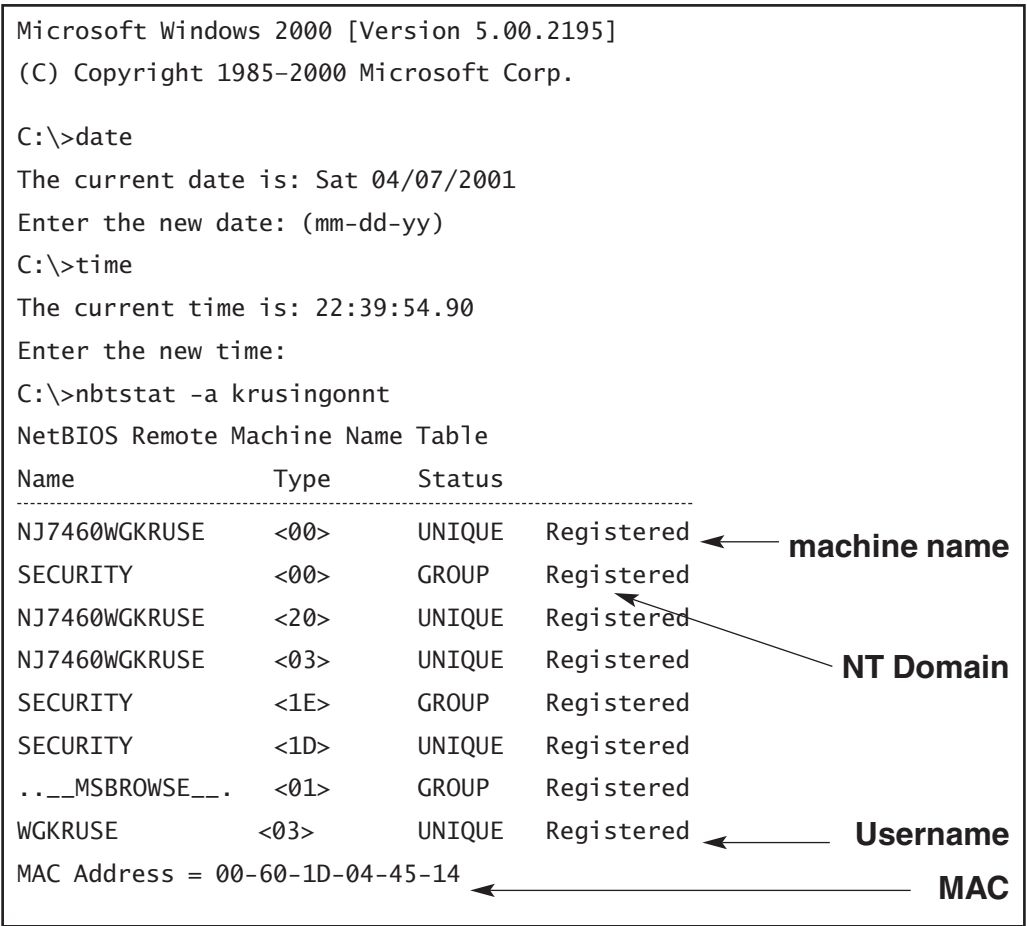 Microsoft Windows 2000 [Version 5.00.2195]
(C) Copyright 1985–2000 Microsoft Corp.
C:\>date
The current date is: Sat 04/07/2001
Enter the new date: (mm-dd-yy)
C:\>time
The current time is: 22:39:54.90
Enter the new time:
C:\>nbtstat -a krusingonnt
NetBIOS Remote Machine Name Table
Name Type Status
NJ7460WGKRUSE <00> UNIQUE Registered machine name
SECURITY <00> GROUP Registered
NJ7460WGKRUSE <20> UNIQUE Registered
NJ7460WGKRUSE <03> UNIQUE Registered NT Domain
SECURITY <1E> GROUP Registered
SECURITY <1D> UNIQUE Registered
..__MSBROWSE__. <01> GROUP Registered
WGKRUSE <03> UNIQUE Registered Username
MAC Address = 00-60-1D-04-45-14 MAC